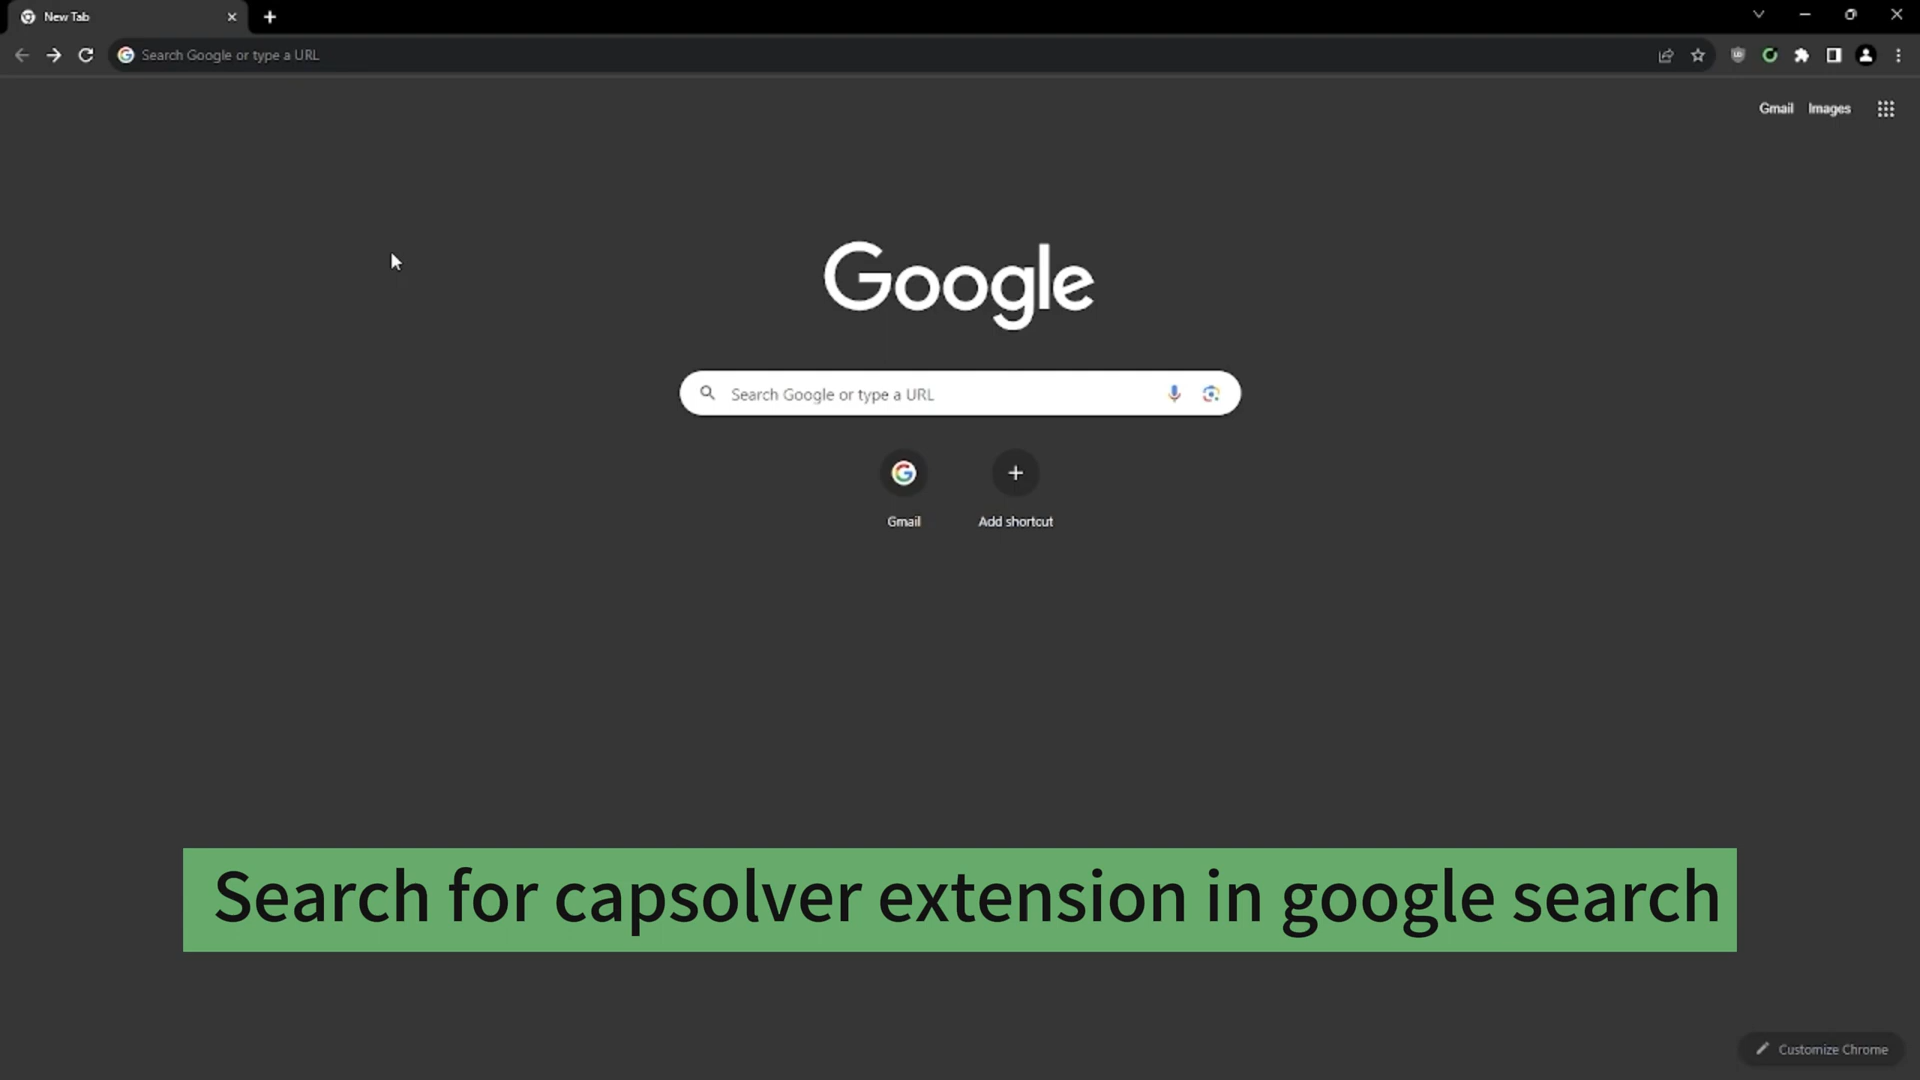 New Tab
Search Google or type a URL
Gmail Images
Google
Search Google or type a URL
Gmail Add shortcut
Search for capsolver extension in google search
Customize Chrome